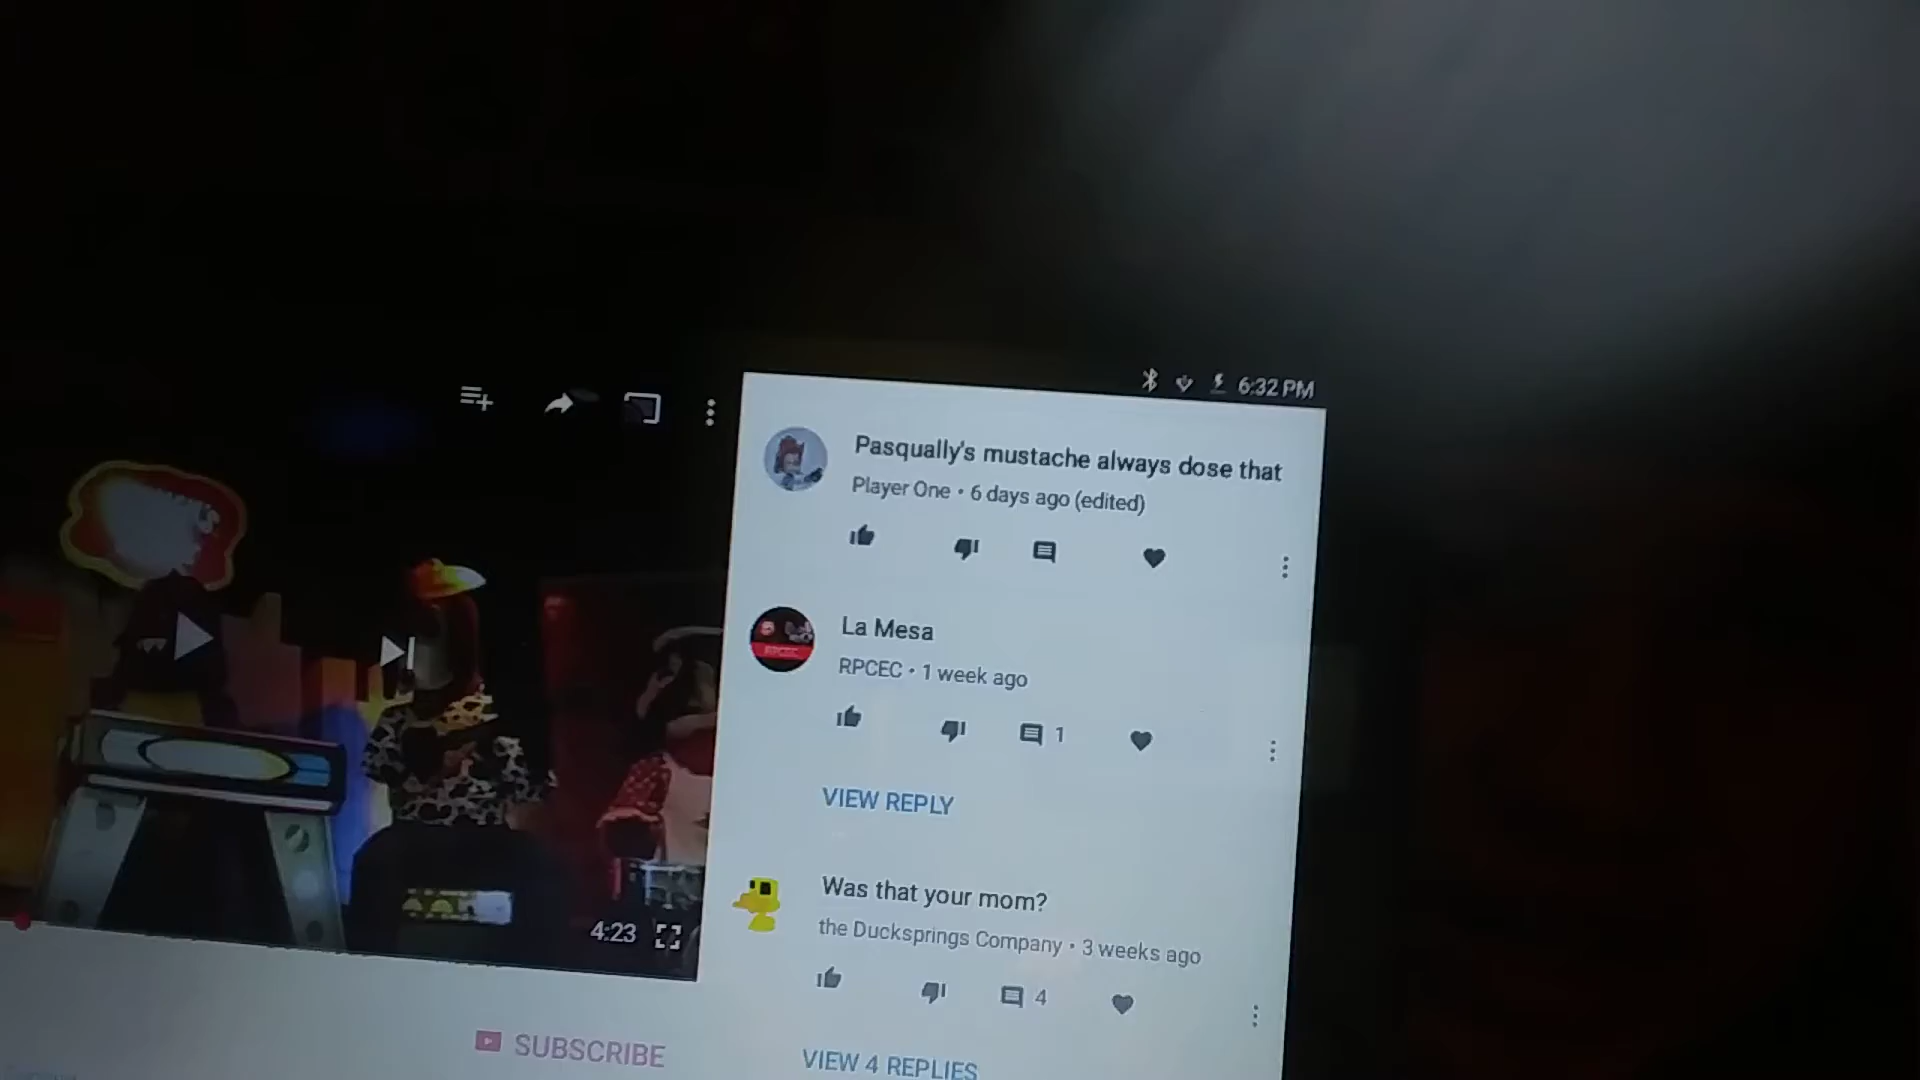 6:32 PM
Pasqually's mustache always dose that
Player One • 6 days ago (edited)
La Mesa
RPCEC • 1 week ago
1
VIEW REPLY
Was that your mom?
the Ducksprings Company • 3 weeks ago
4
VIEW 4 REPLIES
4:23
SUBSCRIBE